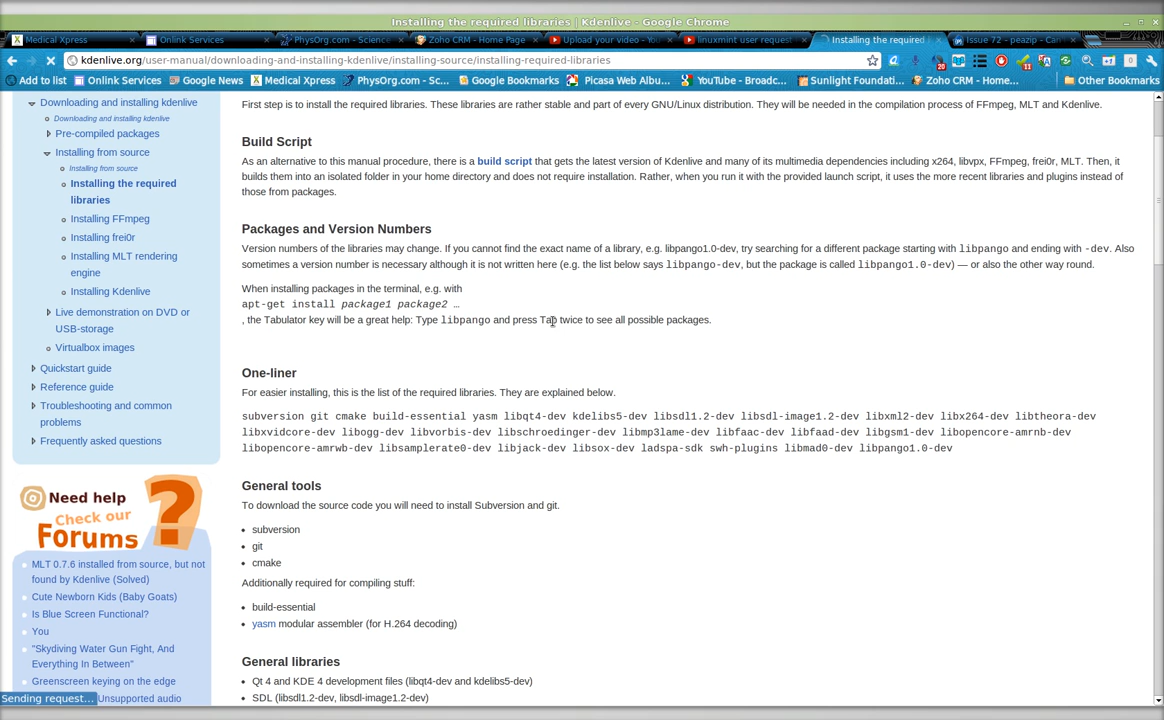 Installing the required libraries | Kdenlive - Google Chrome
Medical Xpress
Onlink Services
PhysOrg.com - Science
Zoho CRM - Home Page
Upload your video - You
linuxmint user request
Installing the required l
Issue 72 - peazip - Can
kdenlive.org/user-manual/downloading-and-installing-kdenlive/installing-source/installing-required-libraries
20
11
0
Add to list
Onlink Services
Google News
Medical Xpress
PhysOrg.com - Sc...
Google Bookmarks
Picasa Web Albu...
YouTube - Broadc...
Sunlight Foundati...
Zoho CRM - Home...
Other Bookmarks
Downloading and installing kdenlive
Downloading and installing kdenlive
Pre-compiled packages
Installing from source
Installing from source
Installing the required
libraries
Installing FFmpeg
Installing frei0r
Installing MLT rendering
engine
Installing Kdenlive
Live demonstration on DVD or
USB-storage
Virtualbox images
Quickstart guide
Reference guide
Troubleshooting and common
problems
Frequently asked questions
Need help
Check our
Forums
?
MLT 0.7.6 installed from source, but not
found by Kdenlive (Solved)
Cute Newborn Kids (Baby Goats)
Is Blue Screen Functional?
You
"Skydiving Water Gun Fight, And
Everything In Between"
Greenscreen keying on the edge
Unsupported audio
Sending request...
First step is to install the required libraries. These libraries are rather stable and part of every GNU/Linux distribution. They will be needed in the compilation process of FFmpeg, MLT and Kdenlive.
Build Script
As an alternative to this manual procedure, there is a build script that gets the latest version of Kdenlive and many of its multimedia dependencies including x264, libvpx, FFmpeg, frei0r, MLT. Then, it
builds them into an isolated folder in your home directory and does not require installation. Rather, when you run it with the provided launch script, it uses the more recent libraries and plugins instead of
those from packages.
Packages and Version Numbers
Version numbers of the libraries may change. If you cannot find the exact name of a library, e.g. libpango1.0-dev, try searching for a different package starting with libpango and ending with -dev. Also
sometimes a version number is necessary although it is not written here (e.g. the list below says libpango-dev, but the package is called libpango1.0-dev) — or also the other way round.
When installing packages in the terminal, e.g. with
apt-get install package1 package2 …
, the Tabulator key will be a great help: Type libpango and press Tab twice to see all possible packages.
One-liner
For easier installing, this is the list of the required libraries. They are explained below.
subversion git cmake build-essential yasm libqt4-dev kdelibs5-dev libsdl1.2-dev libsdl-image1.2-dev libxml2-dev libx264-dev libtheora-dev
libxvidcore-dev libogg-dev libvorbis-dev libschroedinger-dev libmp3lame-dev libfaac-dev libfaad-dev libgsm1-dev libopencore-amrnb-dev
libopencore-amrwb-dev libsamplerate0-dev libjack-dev libsox-dev ladspa-sdk swh-plugins libmad0-dev libpango1.0-dev
General tools
To download the source code you will need to install Subversion and git.
subversion
git
cmake
Additionally required for compiling stuff:
build-essential
yasm modular assembler (for H.264 decoding)
General libraries
Qt 4 and KDE 4 development files (libqt4-dev and kdelibs5-dev)
SDL (libsdl1.2-dev, libsdl-image1.2-dev)